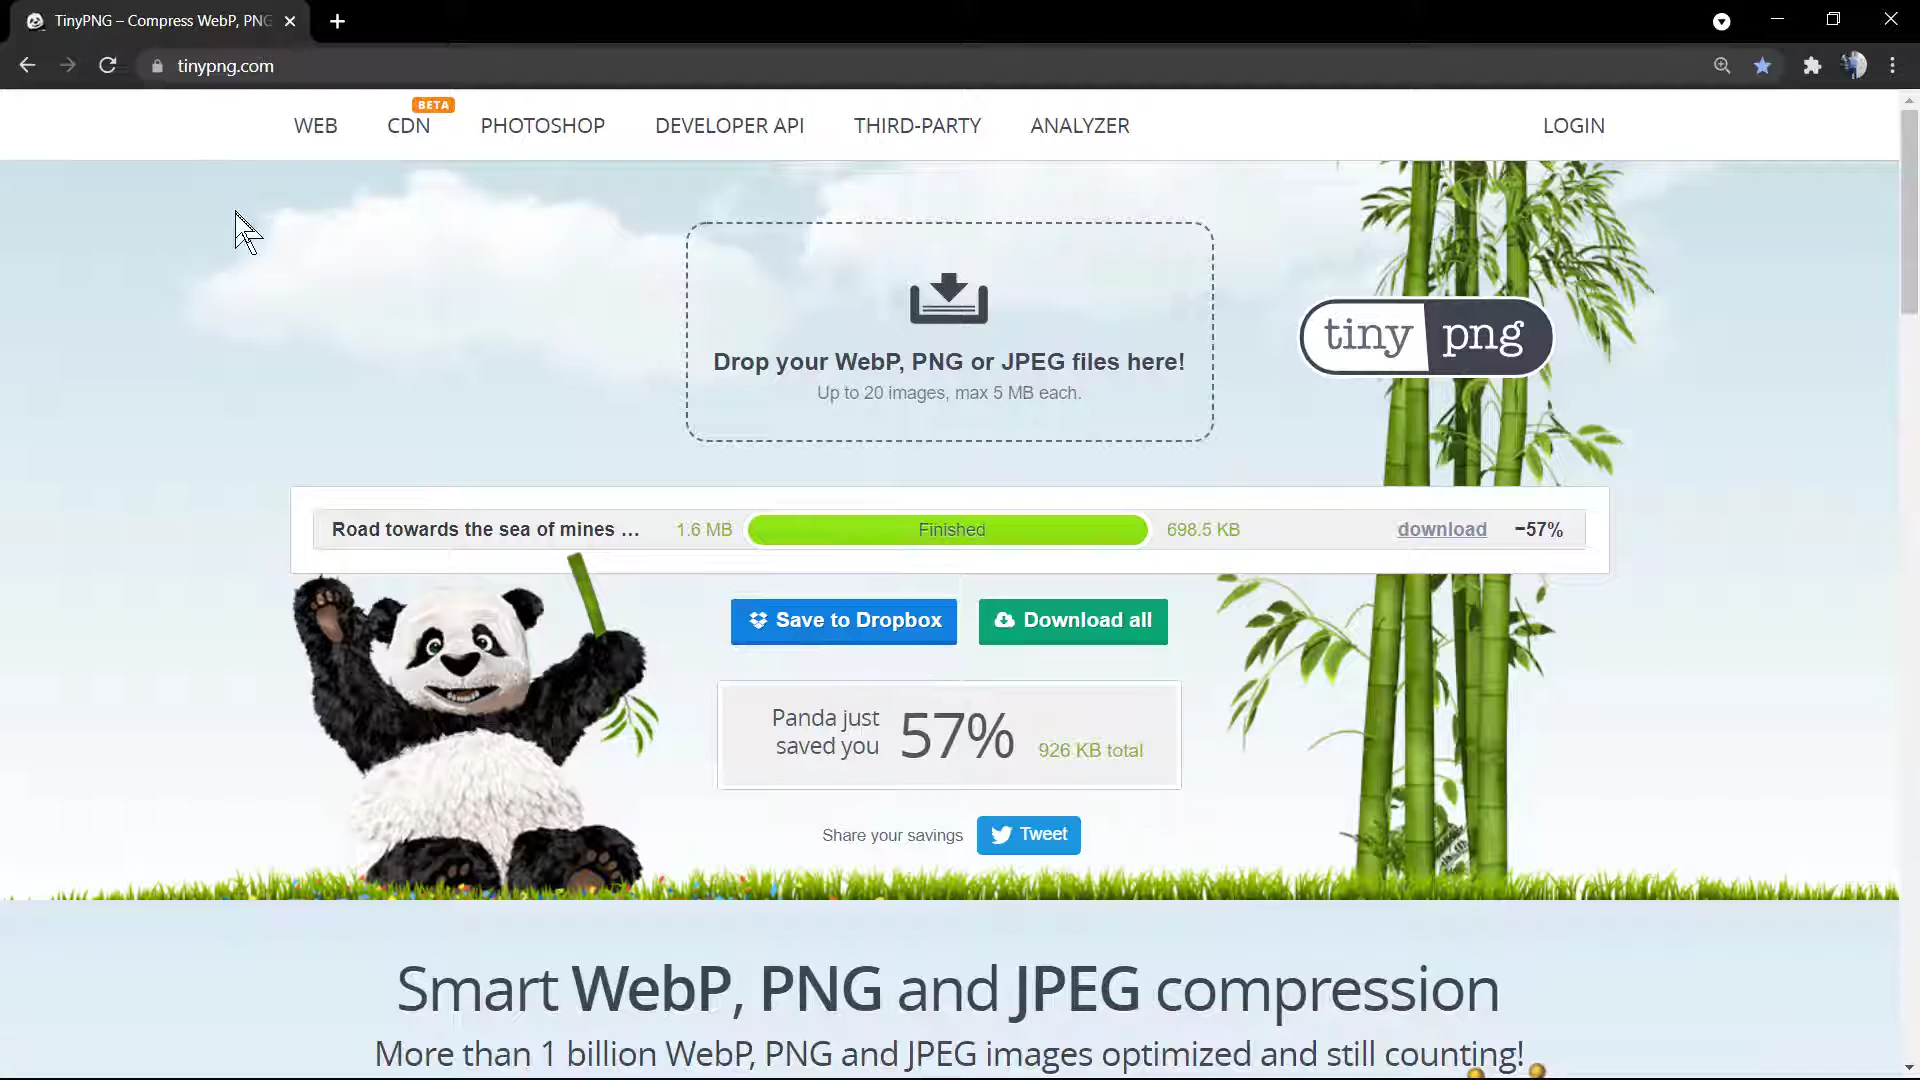 TinyPNG – Compress WebP, PNG
tinypng.com
BETA
WEB CDN PHOTOSHOP DEVELOPER API THIRD-PARTY ANALYZER LOGIN
Drop your WebP, PNG or JPEG files here!
Up to 20 images, max 5 MB each.
tiny png
Road towards the sea of mines ... 1.6 MB Finished 698.5 KB download −57%
Save to Dropbox Download all
Panda just
saved you 57% 926 KB total
Share your savings Tweet
Smart WebP, PNG and JPEG compression
More than 1 billion WebP, PNG and JPEG images optimized and still counting!